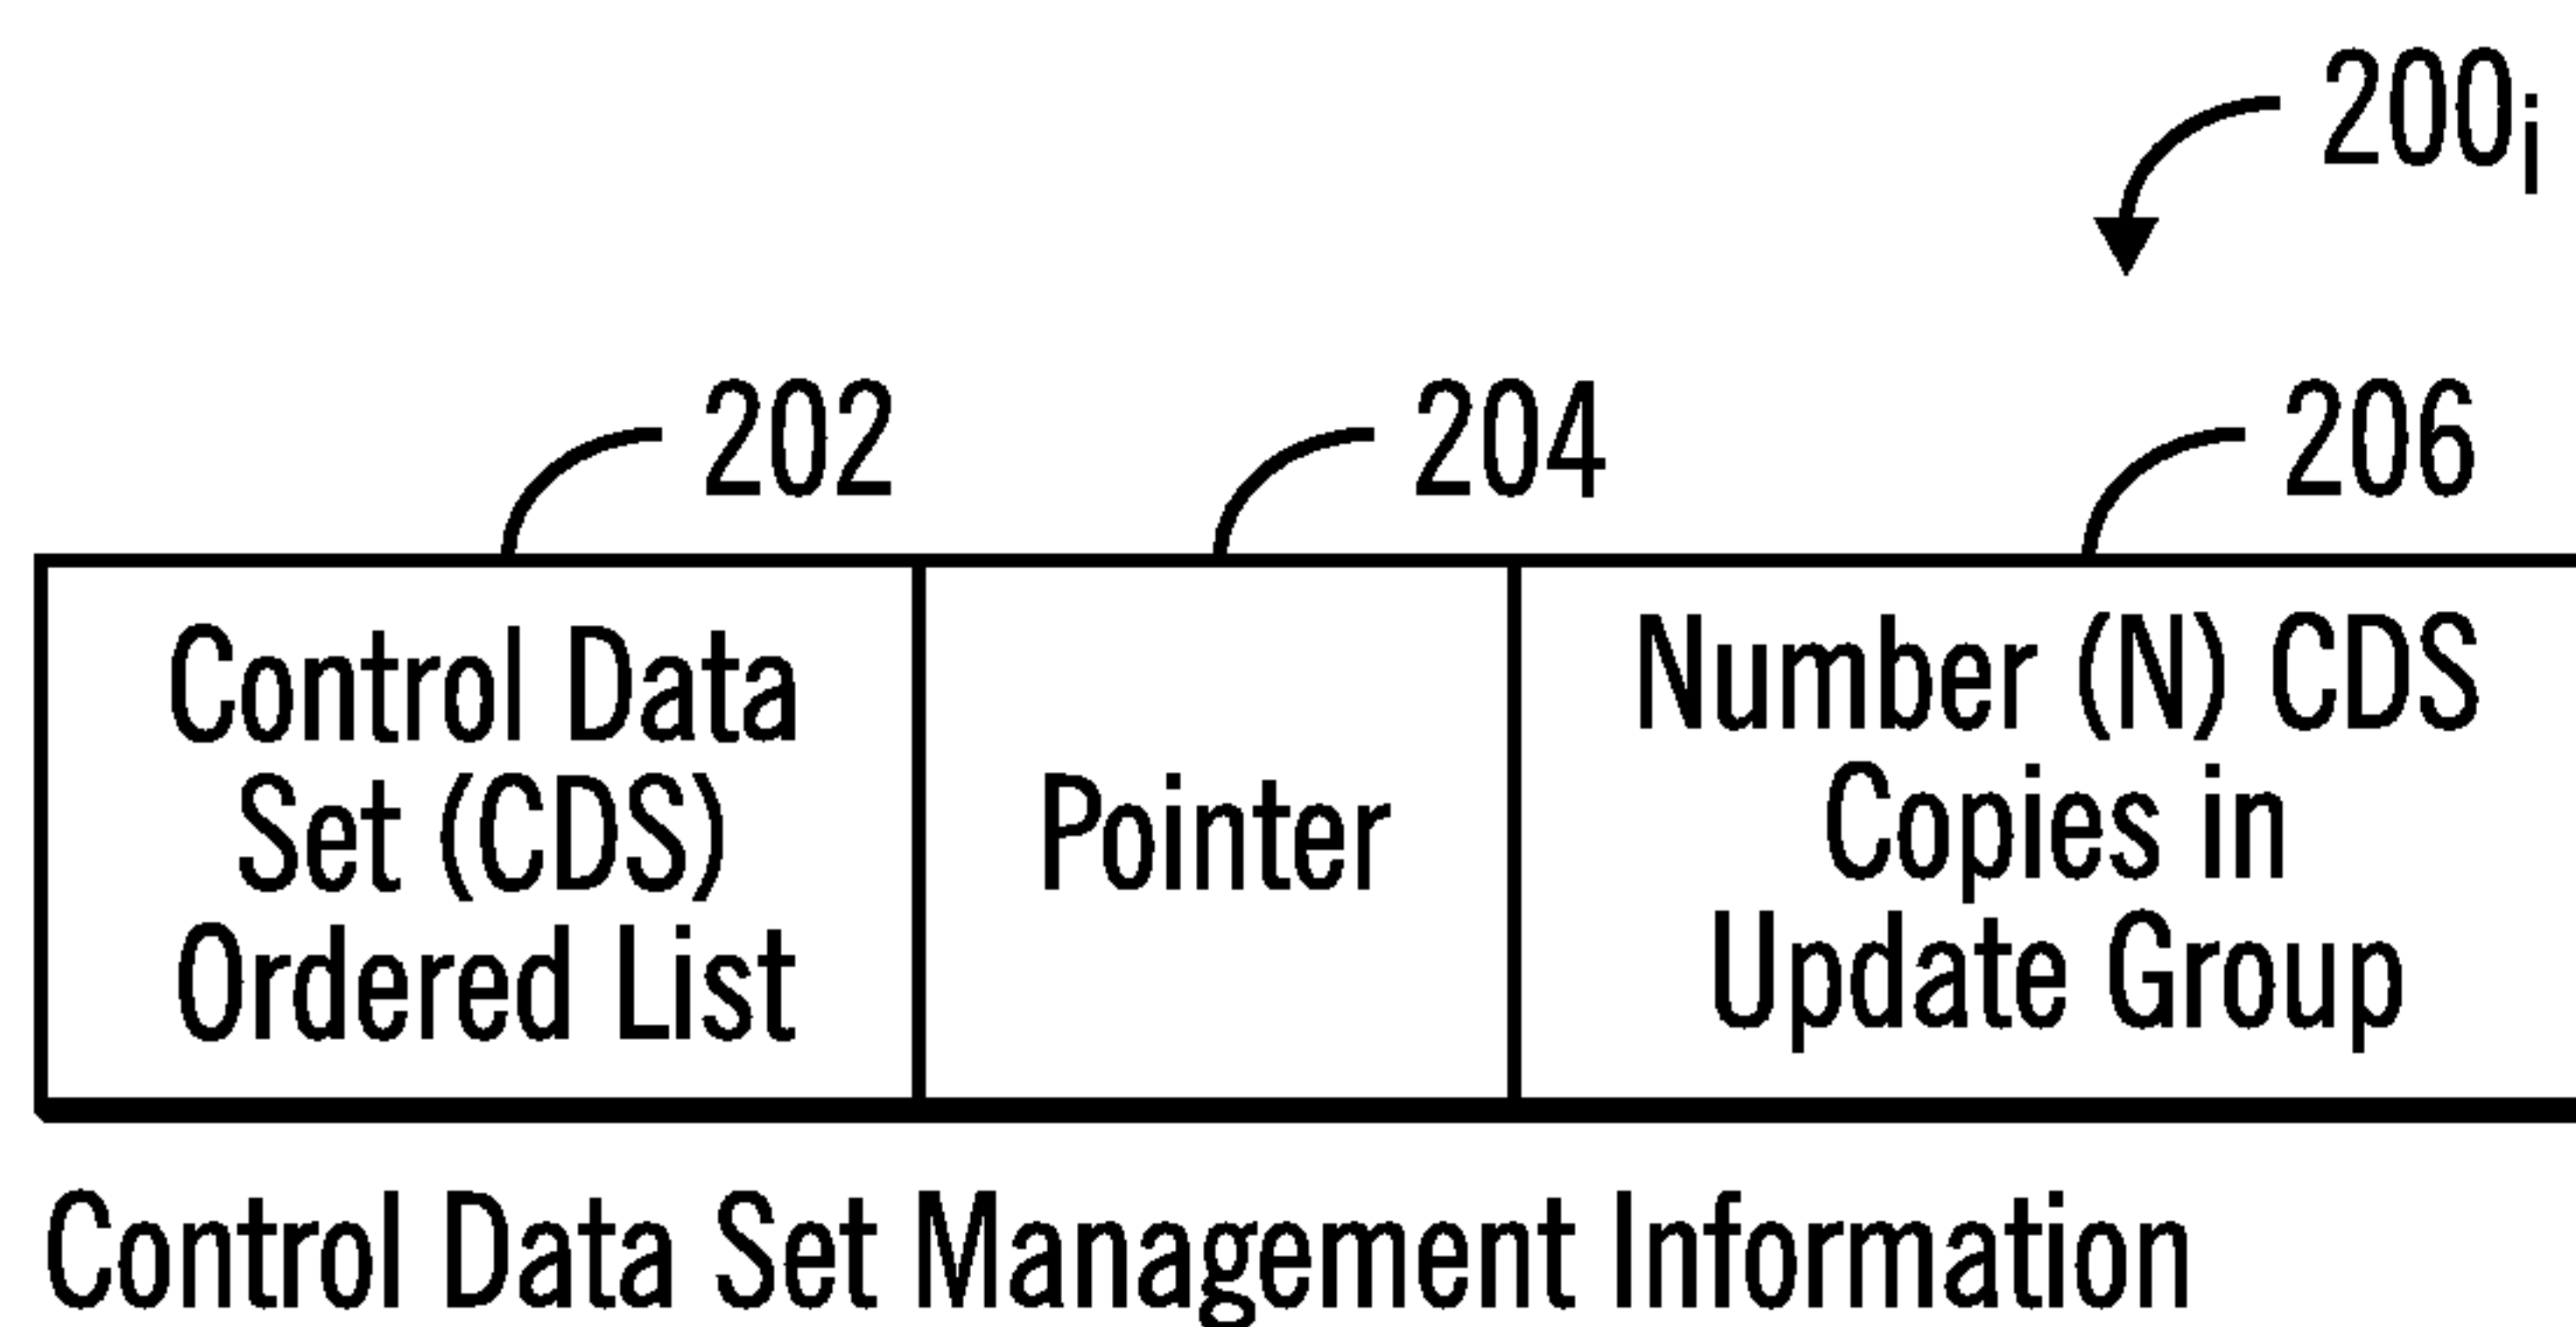 200i
202 204 206
Control Data
Set (CDS)
Ordered List
Pointer
Number (N) CDS
Copies in
Update Group
Control Data Set Management Information